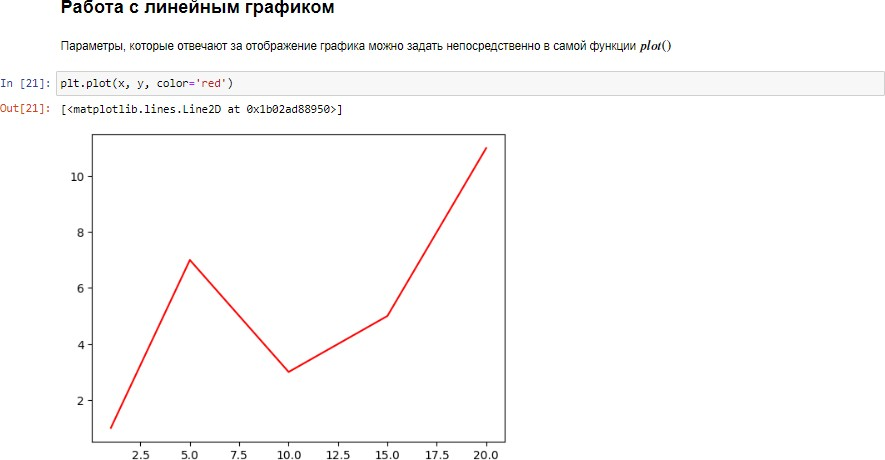 Работа с линейным графиком
Параметры, которые отвечают за отображение графика можно задать непосредственно в самой функции plot()
In [21]: plt.plot(x, y, color='red')
Out[21]: [<matplotlib.lines.Line2D at 0x1b02ad88950>]
10
8
6
4
2
2.5 5.0 7.5 10.0 12.5 15.0 17.5 20.0